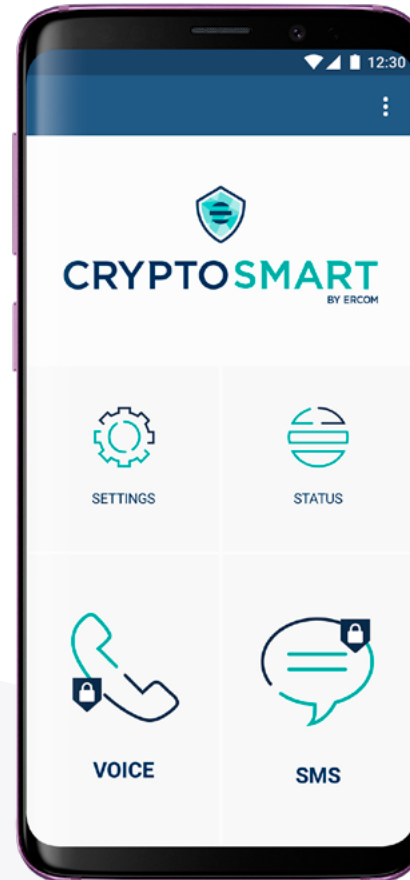 12:30
CRYPTOSMART
BY ERCOM
SETTINGS
STATUS
VOICE
SMS